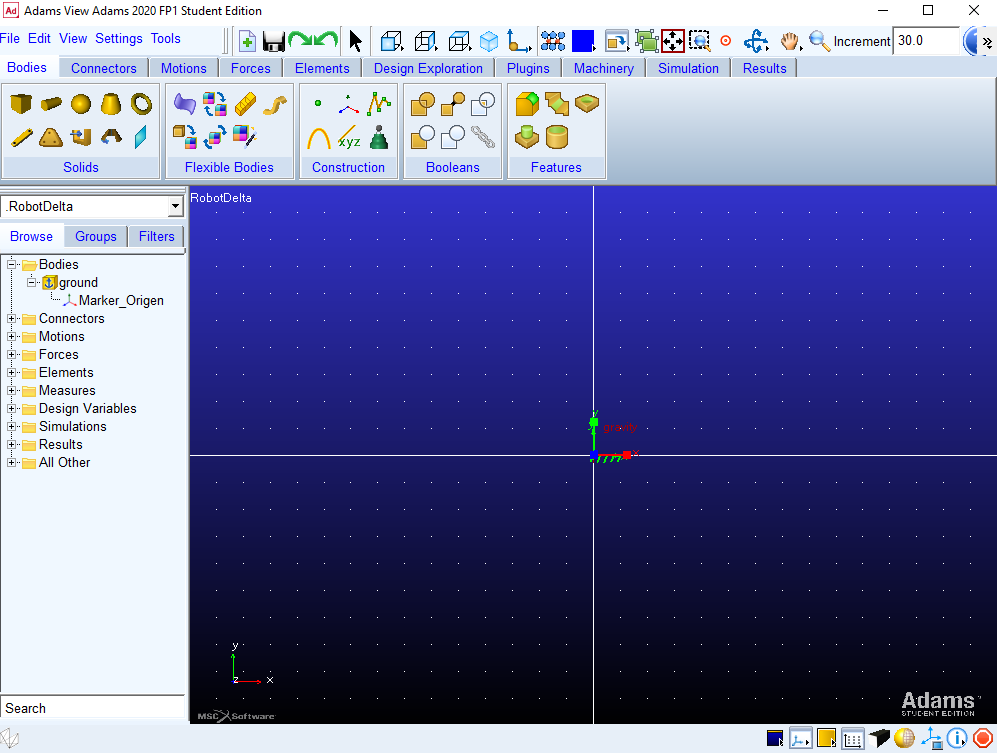 Ad Adams View Adams 2020 FP1 Student Edition
File Edit View Settings Tools
Increment 30.0
Bodies Connectors Motions Forces Elements Design Exploration Plugins Machinery Simulation Results
xyz
Solids Flexible Bodies Construction Booleans Features
.RobotDelta
RobotDelta
Browse Groups Filters
Bodies
ground
Marker_Origen
Connectors
Motions
Forces
Elements
Measures
Design Variables
Simulations
Results
All Other
gravity
x
y
z x
Search
MSC Software
Adams
STUDENT EDITION